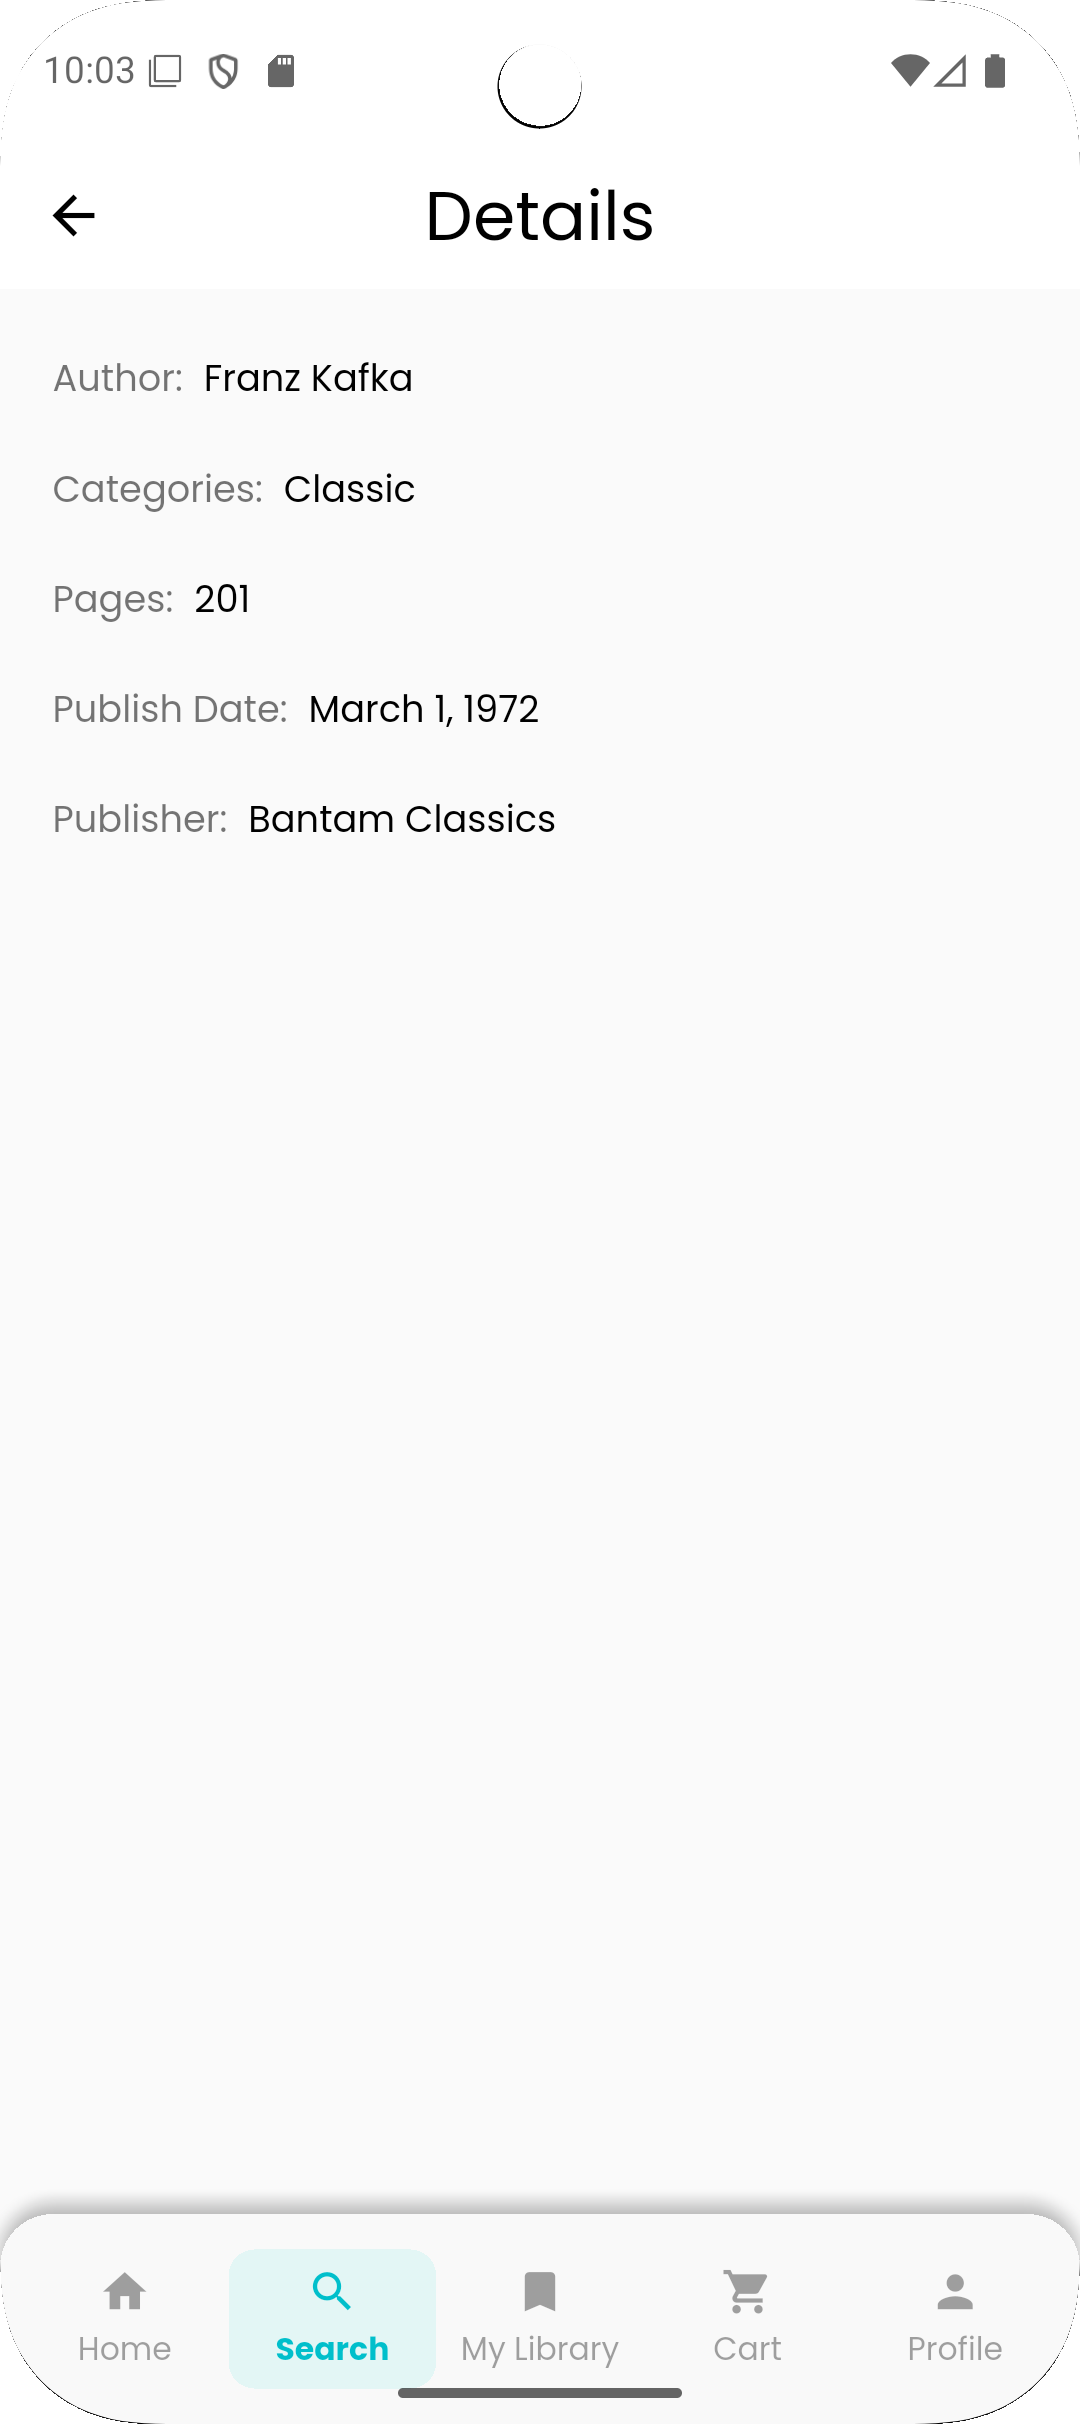 10:03
Details
Author: Franz Kafka
Categories: Classic
Pages: 201
Publish Date: March 1, 1972
Publisher: Bantam Classics
Home Search My Library Cart Profile